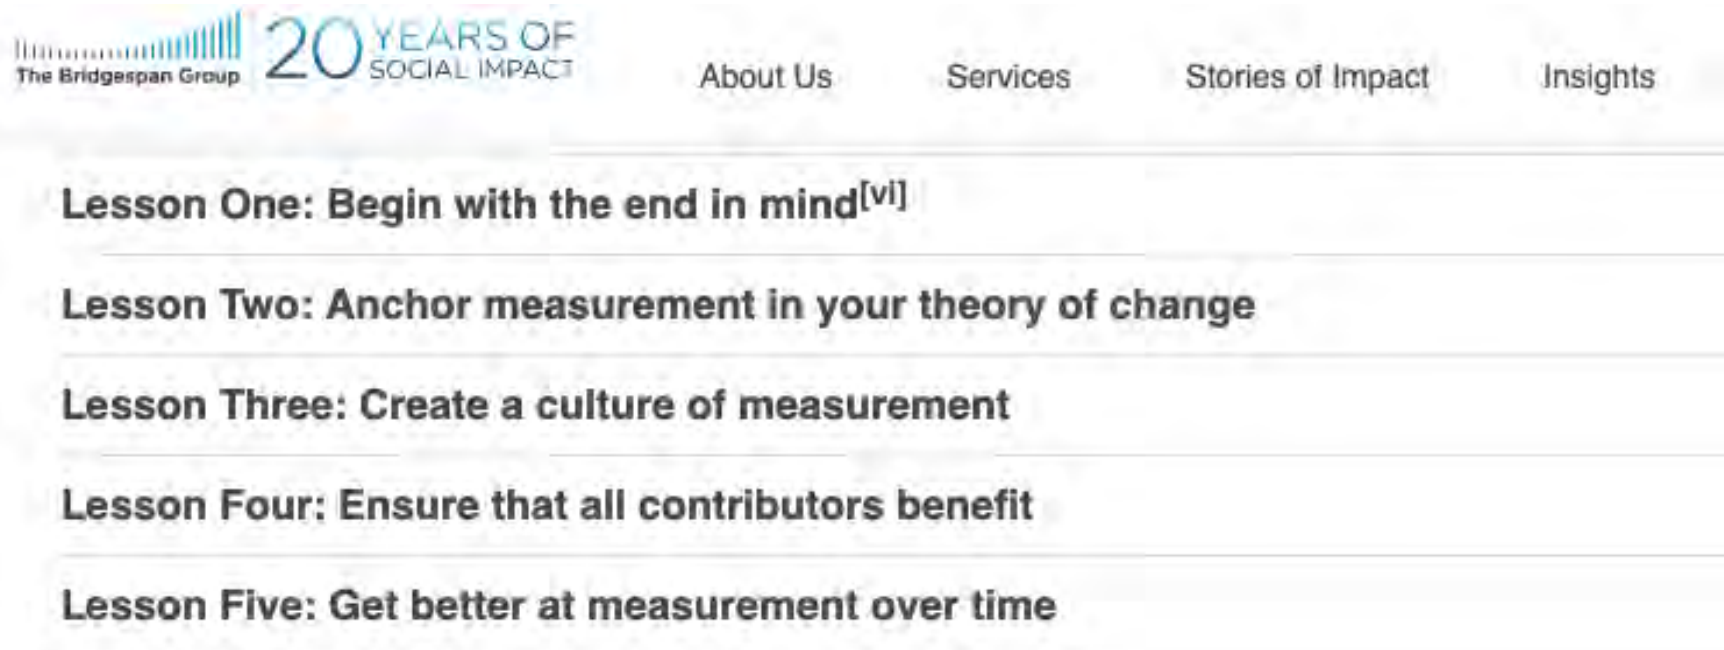 The Bridgespan Group
20 YEARS OF
SOCIAL IMPACT
About Us Services Stories of Impact Insights
Lesson One: Begin with the end in mind[vi]
Lesson Two: Anchor measurement in your theory of change
Lesson Three: Create a culture of measurement
Lesson Four: Ensure that all contributors benefit
Lesson Five: Get better at measurement over time